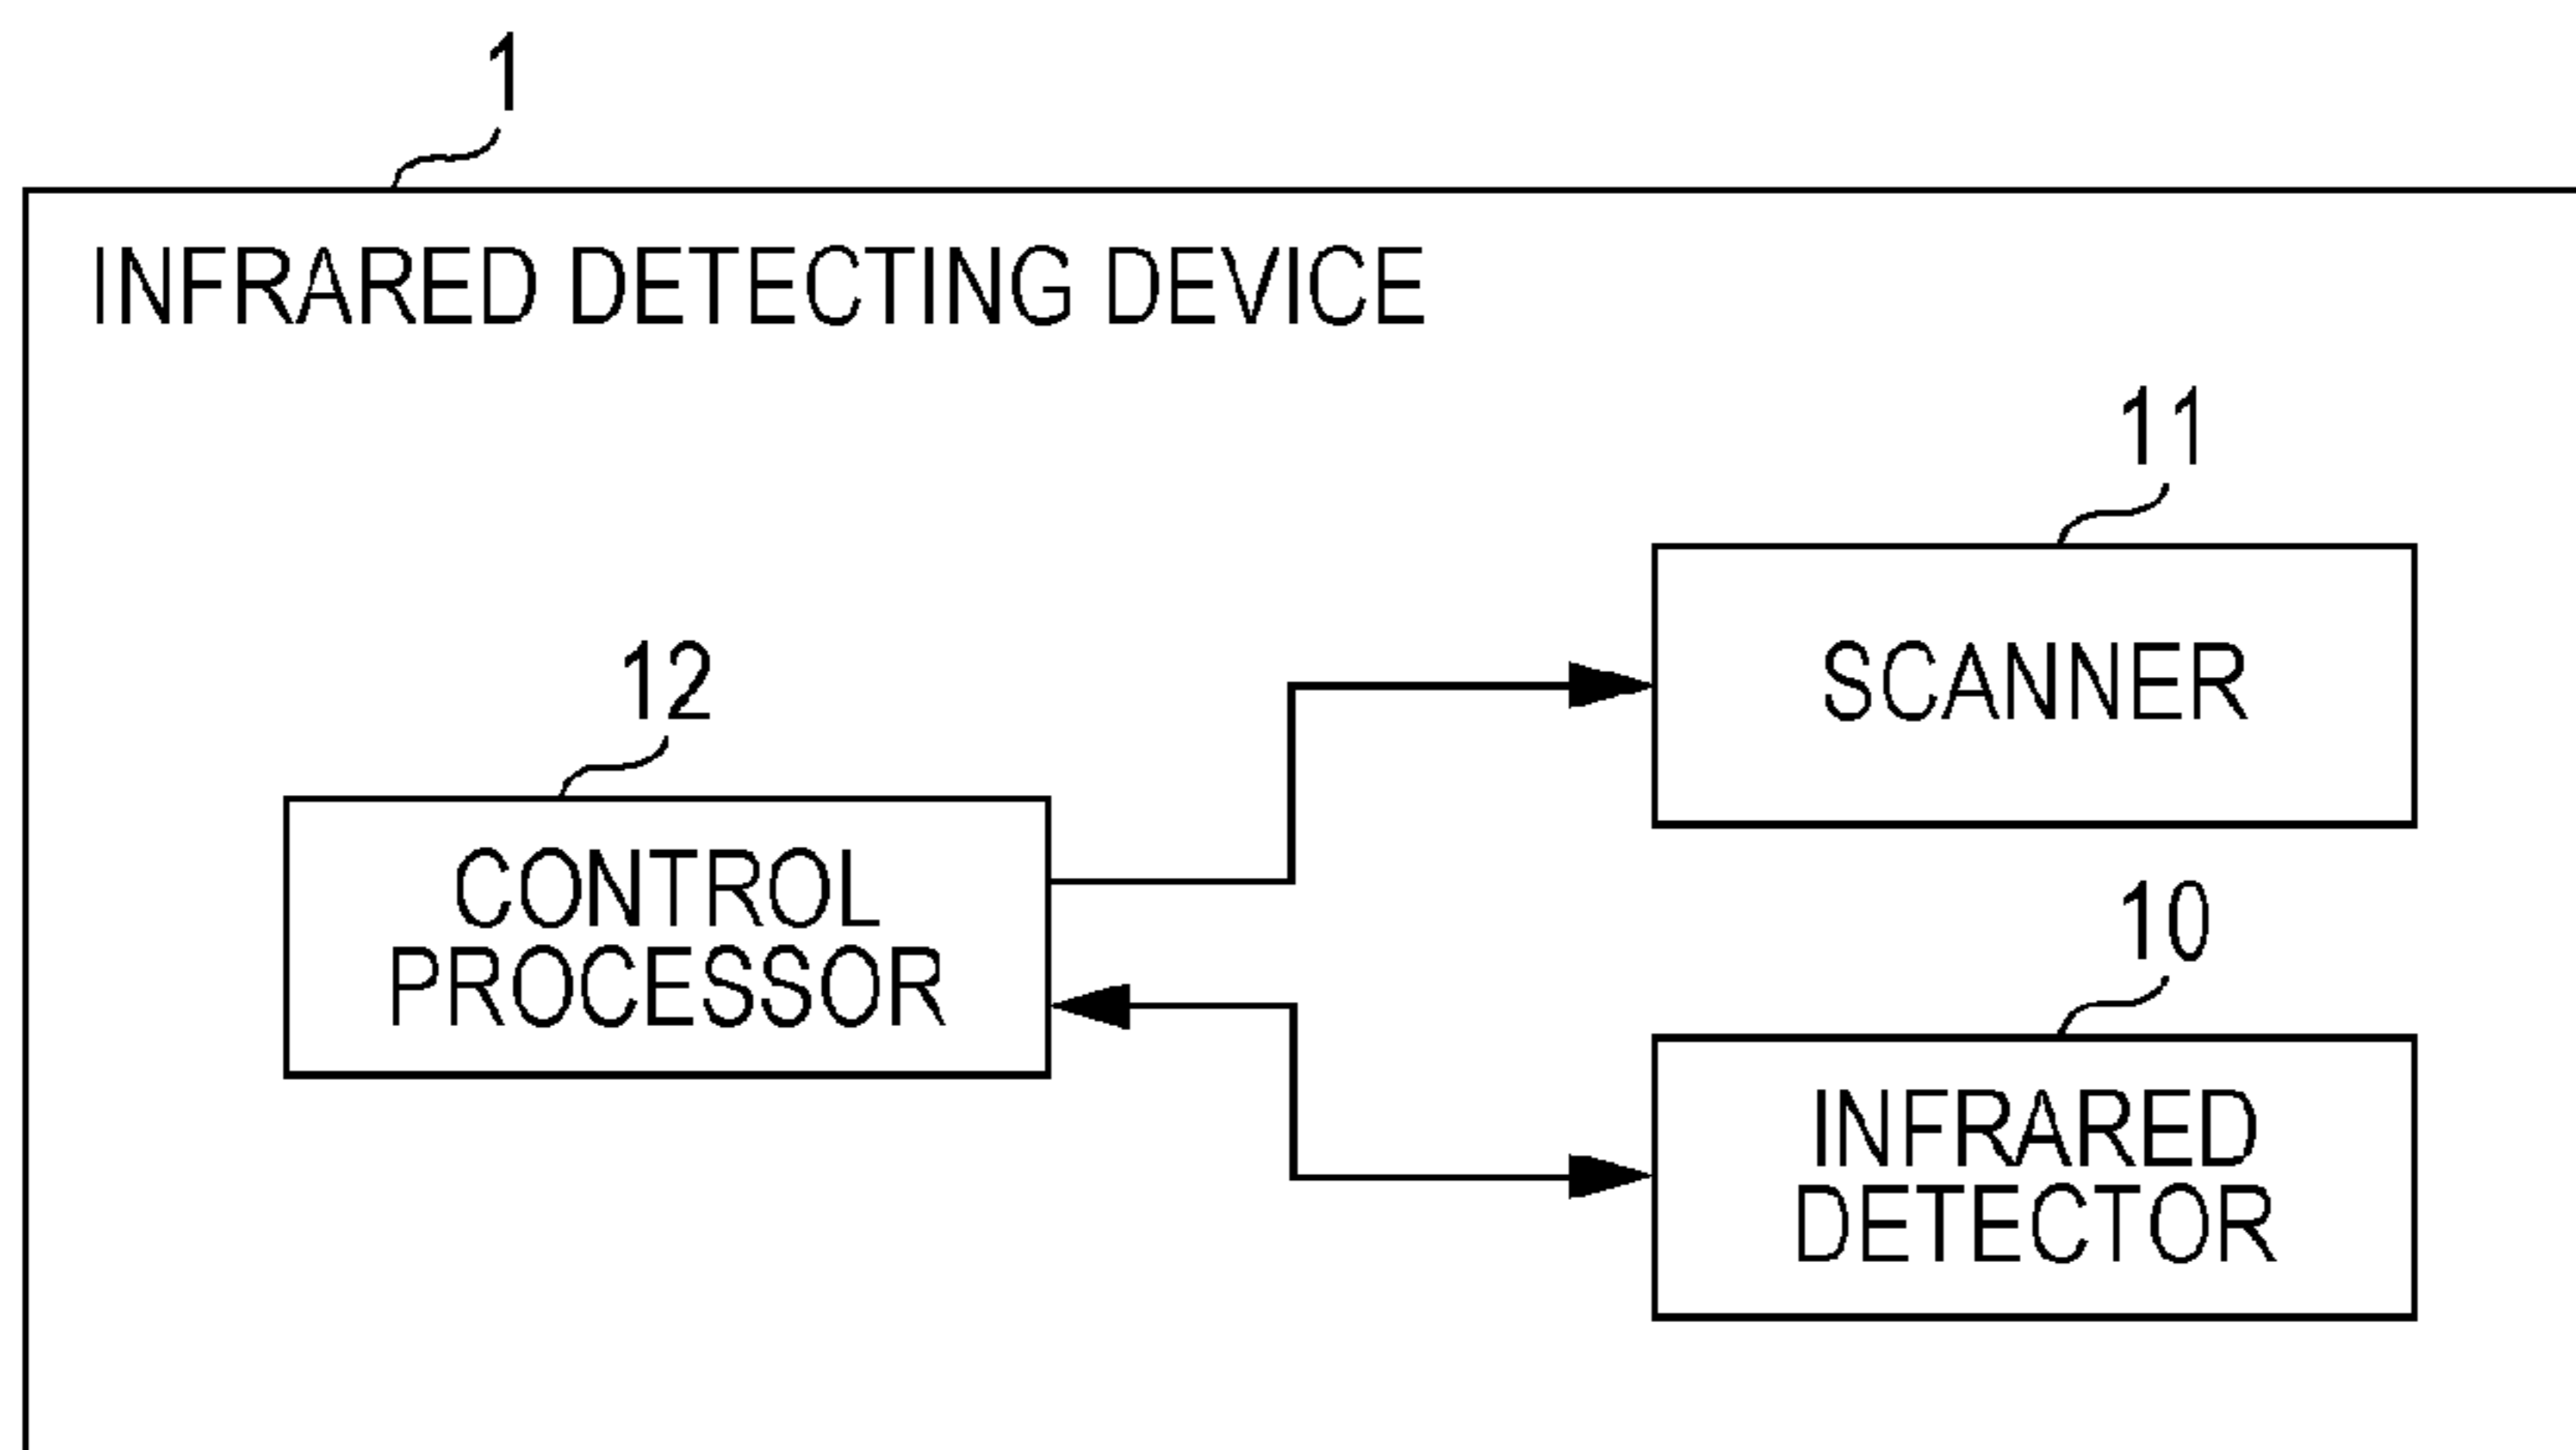 1
INFRARED DETECTING DEVICE
11
SCANNER
12
CONTROL
PROCESSOR
10
INFRARED
DETECTOR